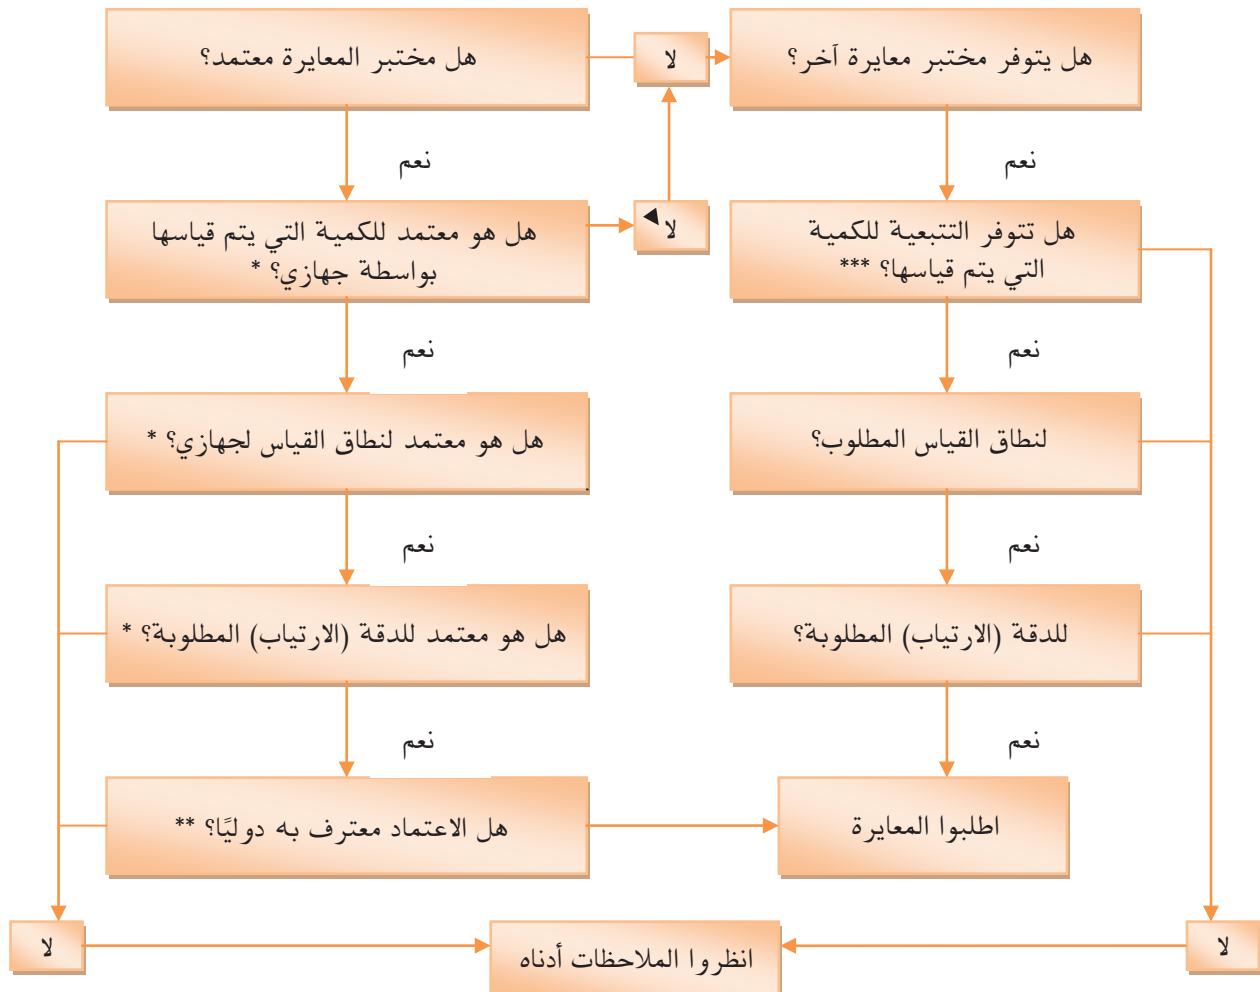 هل مختبر المعايرة معتمد؟
لا
هل يتوفر مختبر معايرة آخر؟
نعم
نعم
هل هو معتمد للكمية التي يتم قياسها
بواسطة جهازي؟ *
لا
هل تتوفر التتبعية للكمية
التي يتم قياسها؟ ***
نعم
نعم
هل هو معتمد لنطاق القياس لجهازي؟ *
لنطاق القياس المطلوب؟
نعم
نعم
هل هو معتمد للدقة (الارتياب) المطلوبة؟ *
للدقة (الارتياب) المطلوبة؟
نعم
نعم
هل الاعتماد معترف به دوليًا؟ **
اطلبوا المعايرة
لا
انظروا الملاحظات أدناه
لا